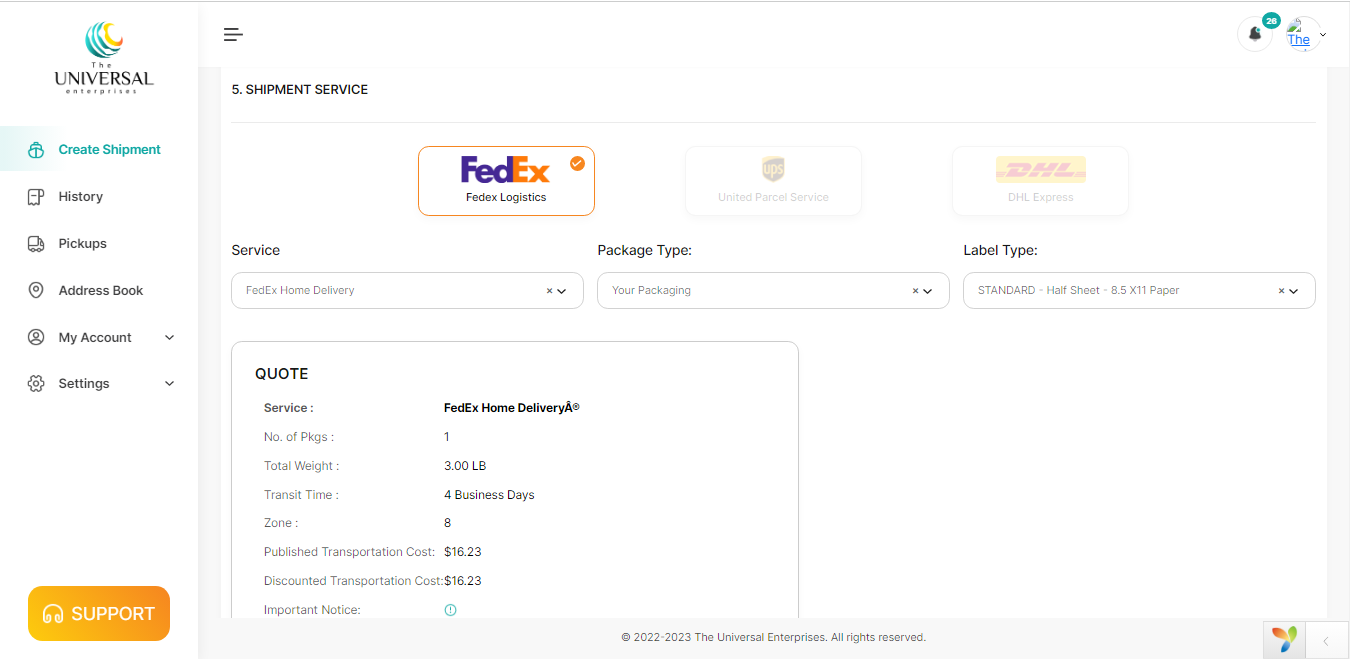 The
UNIVERSAL
enterprises
26
The
Create Shipment
History
Pickups
Address Book
My Account
Settings
SUPPORT
5. SHIPMENT SERVICE
FedEx
Fedex Logistics
ups
United Parcel Service
DHL
DHL Express
Service
Package Type:
Label Type:
FedEx Home Delivery ×
Your Packaging ×
STANDARD - Half Sheet - 8.5 X11 Paper ×
QUOTE
Service : FedEx Home DeliveryÂ®
No. of Pkgs : 1
Total Weight : 3.00 LB
Transit Time : 4 Business Days
Zone : 8
Published Transportation Cost: $16.23
Discounted Transportation Cost: $16.23
Important Notice:
© 2022-2023 The Universal Enterprises. All rights reserved.